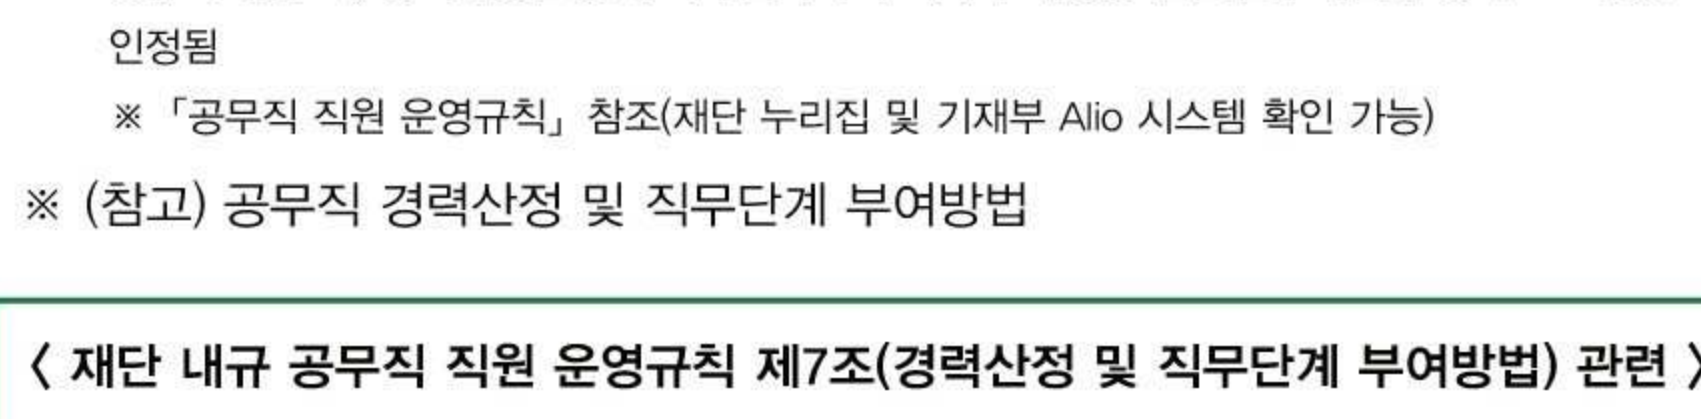 인정됨
※ 「공무직 직원 운영규칙」 참조(재단 누리집 및 기재부 Alio 시스템 확인 가능)
※ (참고) 공무직 경력산정 및 직무단계 부여방법
< 재단 내규 공무직 직원 운영규칙 제7조(경력산정 및 직무단계 부여방법) 관련 >